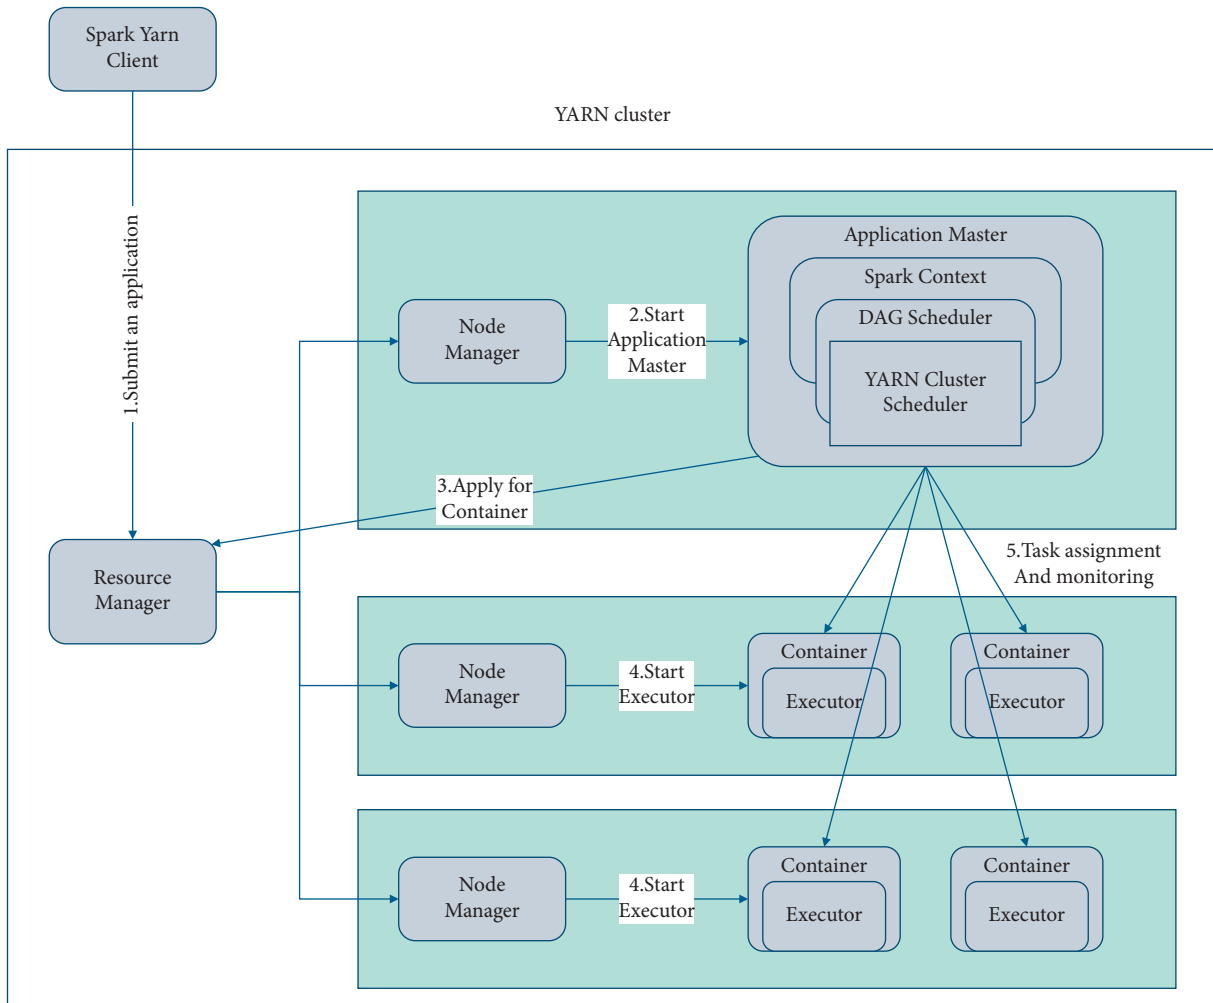 Spark Yarn
Client
YARN cluster
1.Submit an application
Application Master
Spark Context
DAG Scheduler
YARN Cluster
Scheduler
Node
Manager
2.Start
Application
Master
3.Apply for
Container
Resource
Manager
5.Task assignment
And monitoring
Node
Manager
4.Start
Executor
Container
Executor
Container
Executor
Node
Manager
4.Start
Executor
Container
Executor
Container
Executor